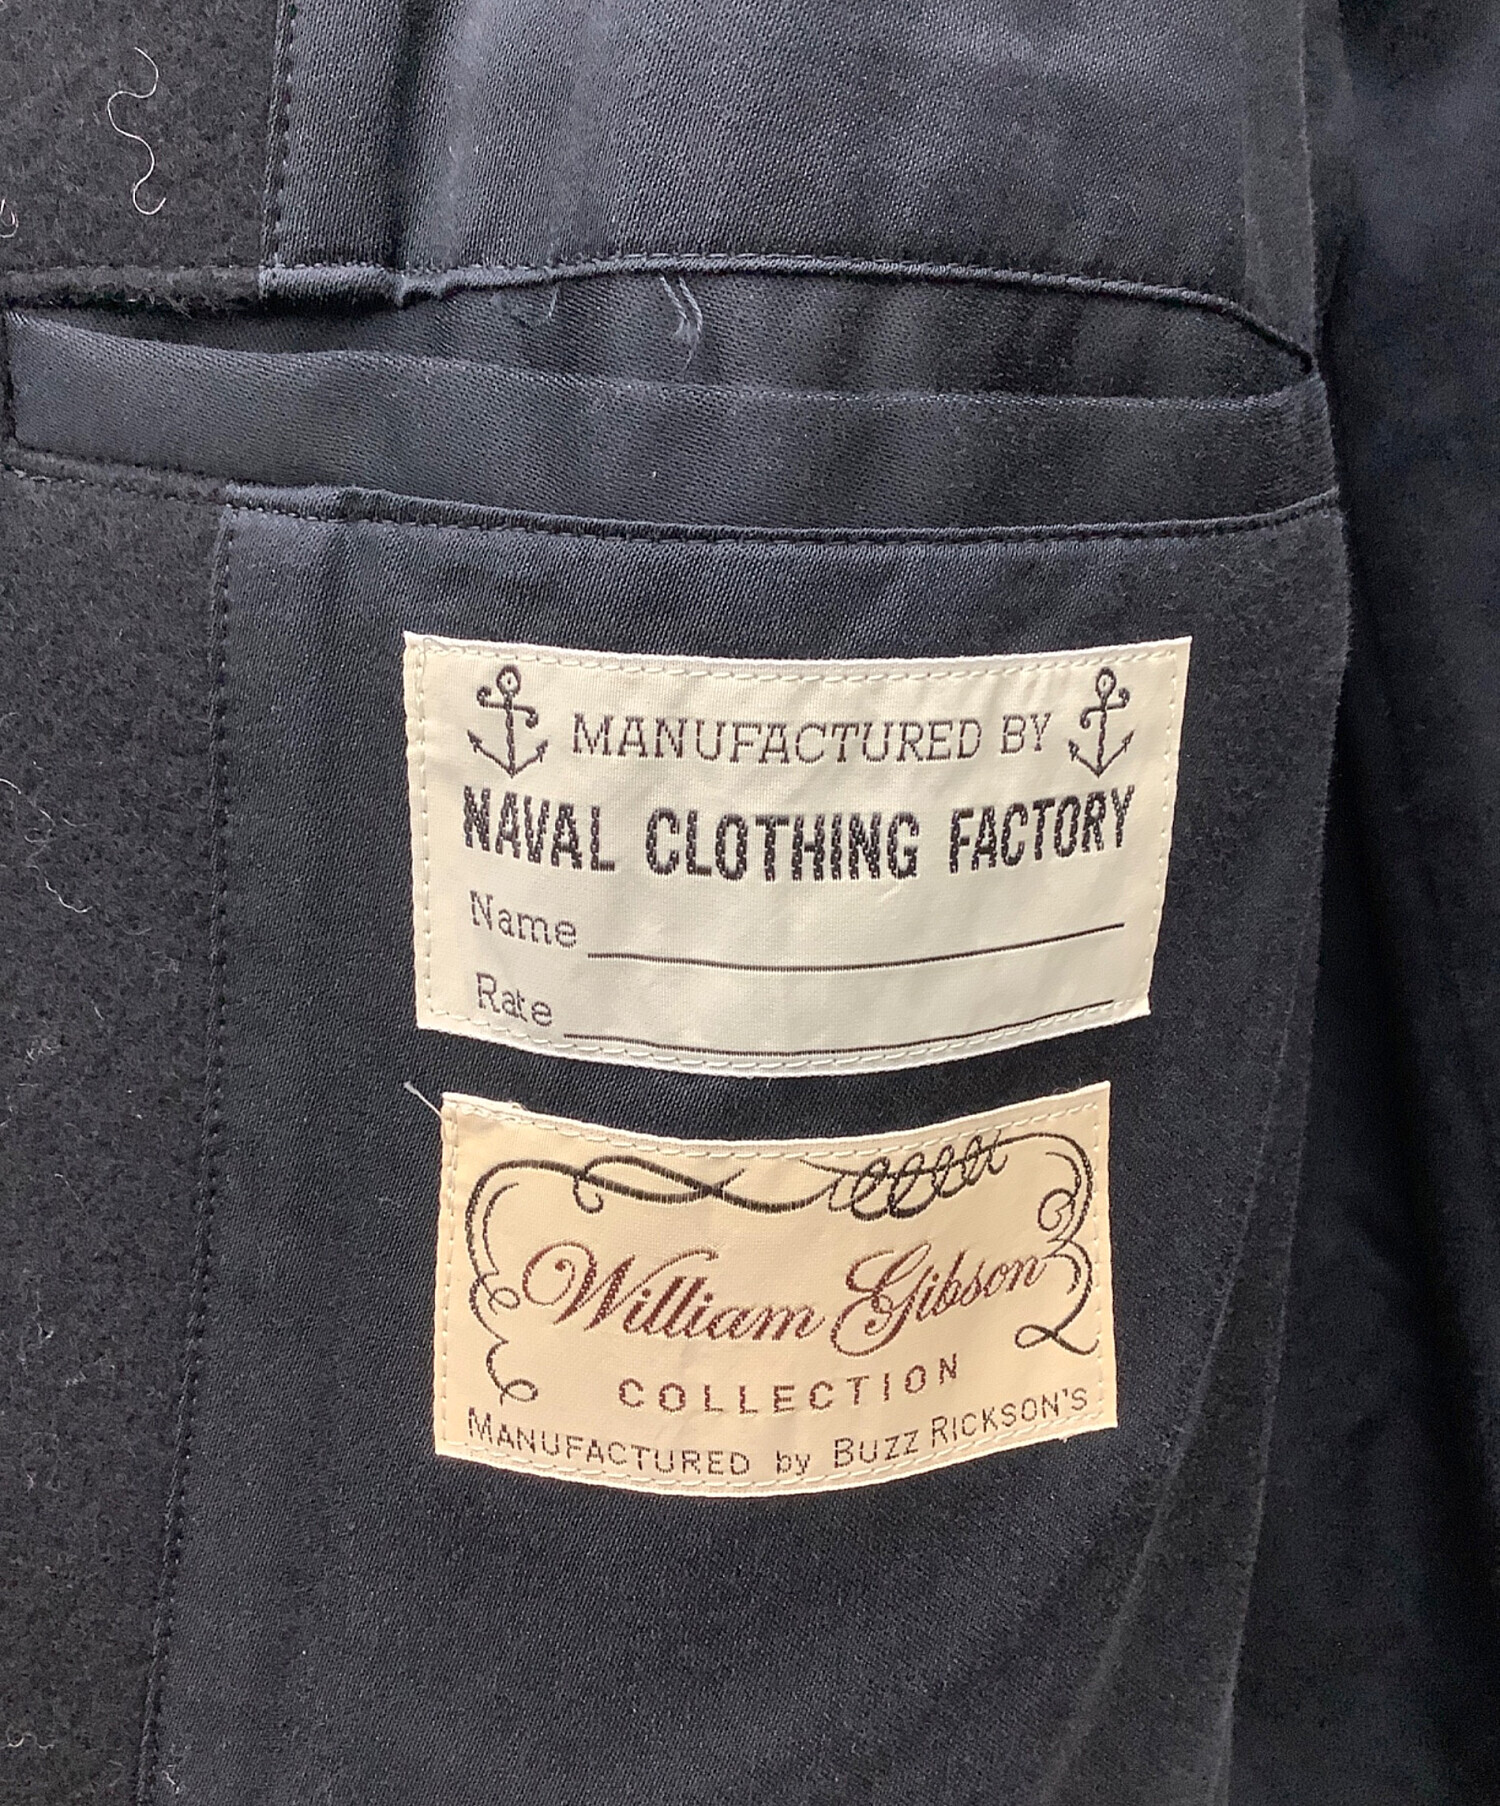 MANUFACTURED BY
NAVAL CLOTHING FACTORY
Name
Rate
William Gibson
COLLECTION
MANUFACTURED by BUZZ RICKSON'S